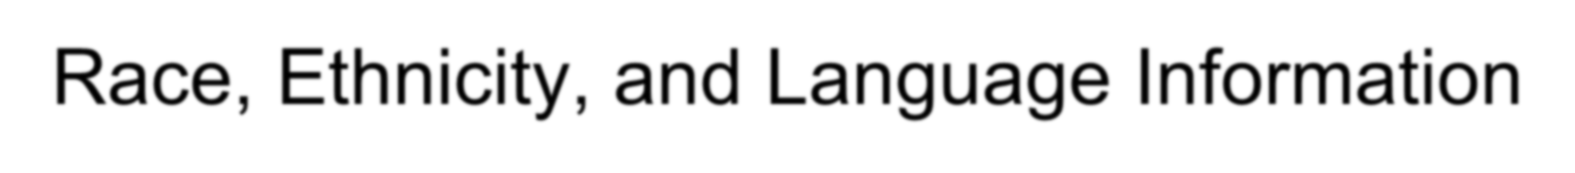 Race, Ethnicity, and Language Information